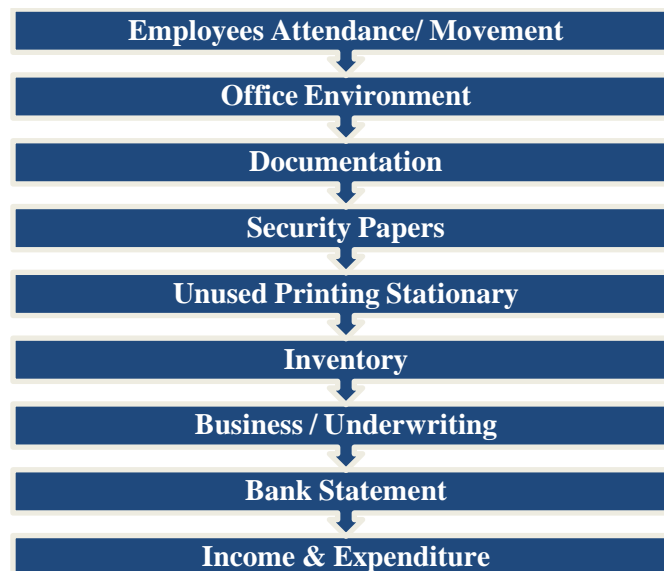 Employees Attendance/ Movement
Office Environment
Documentation
Security Papers
Unused Printing Stationary
Inventory
Business / Underwriting
Bank Statement
Income & Expenditure